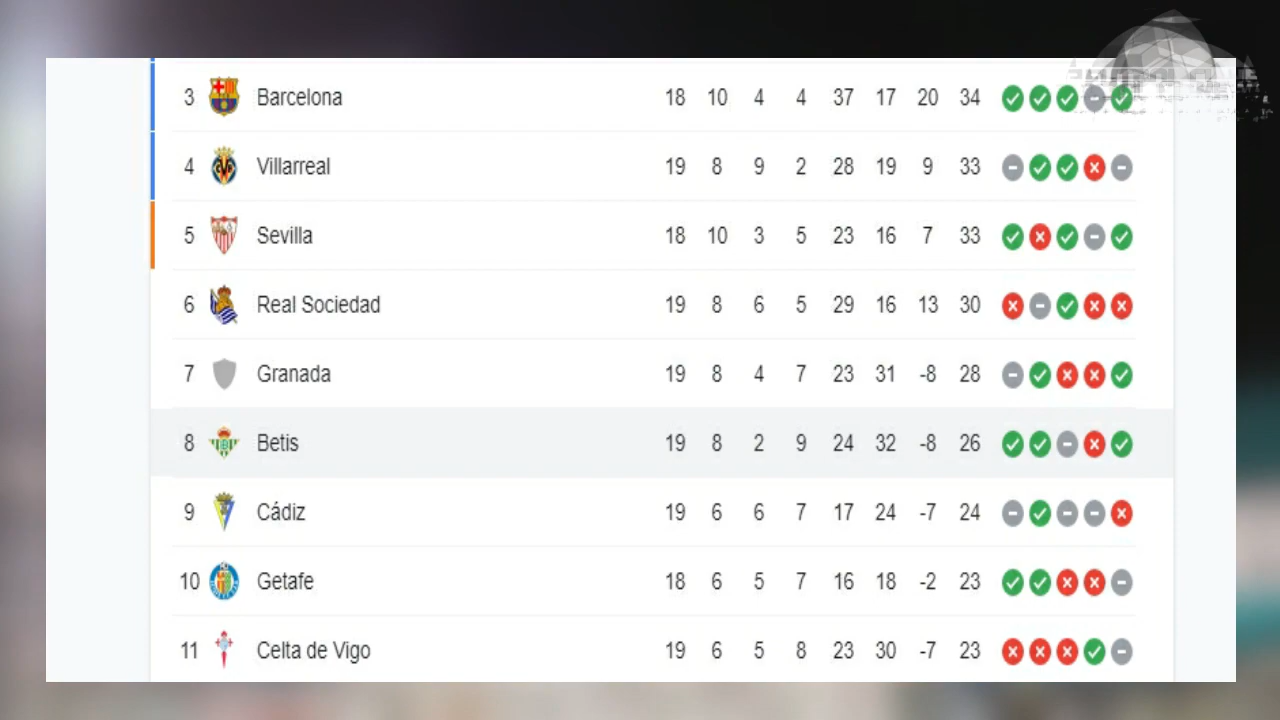 3 Barcelona 18 10 4 4 37 17 20 34
4 Villarreal 19 8 9 2 28 19 9 33
5 Sevilla 18 10 3 5 23 16 7 33
6 Real Sociedad 19 8 6 5 29 16 13 30
7 Granada 19 8 4 7 23 31 -8 28
8 Betis 19 8 2 9 24 32 -8 26
9 Cádiz 19 6 6 7 17 24 -7 24
10 Getafe 18 6 5 7 16 18 -2 23
11 Celta de Vigo 19 6 5 8 23 30 -7 23